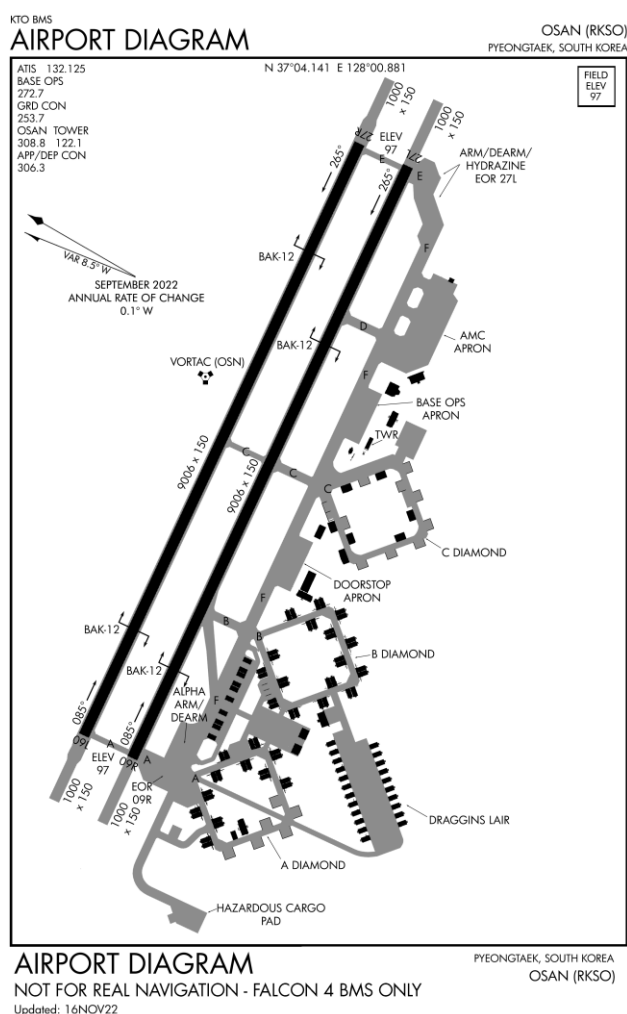 KTO BMS
AIRPORT DIAGRAM
OSAN (RKSO)
PYEONGTAEK, SOUTH KOREA
ATIS 132.125
BASE OPS
272.7
GRD CON
253.7
OSAN TOWER
308.8 122.1
APP/DEP CON
306.3
N 37°04.141 E 128°00.881
FIELD
ELEV
97
1000
x 150
1000
x 150
27R
ELEV
97
27L
E
E
265°
265°
ARM/DEARM/
HYDRAZINE
EOR 27L
F
VAR 8.5° W
SEPTEMBER 2022
ANNUAL RATE OF CHANGE
0.1° W
BAK-12
BAK-12
D
AMC
APRON
VORTAC (OSN)
F
BASE OPS
APRON
TWR
9006 x 150
9006 x 150
C
C
C
C DIAMOND
DOORSTOP
APRON
F
BAK-12
B
B
B DIAMOND
BAK-12
ALPHA
ARM/
DEARM
F
085°
085°
09L
A
ELEV
97
09R
A
EOR
09R
A
1000
x 150
1000
x 150
DRAGGINS LAIR
A DIAMOND
HAZARDOUS CARGO
PAD
AIRPORT DIAGRAM
PYEONGTAEK, SOUTH KOREA
OSAN (RKSO)
NOT FOR REAL NAVIGATION - FALCON 4 BMS ONLY
Updated: 16NOV22